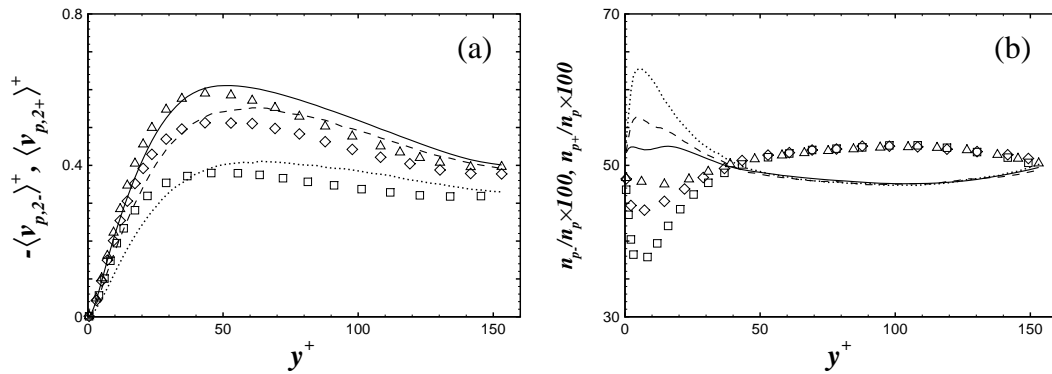 -⟨v_{p,2-}⟩^+, ⟨v_{p,2+}⟩^+
0.8
0.4
0
(a)
0 50 100 150
y^+
n_{p-}/n_p×100, n_{p+}/n_p×100
70
50
30
(b)
0 50 100 150
y^+